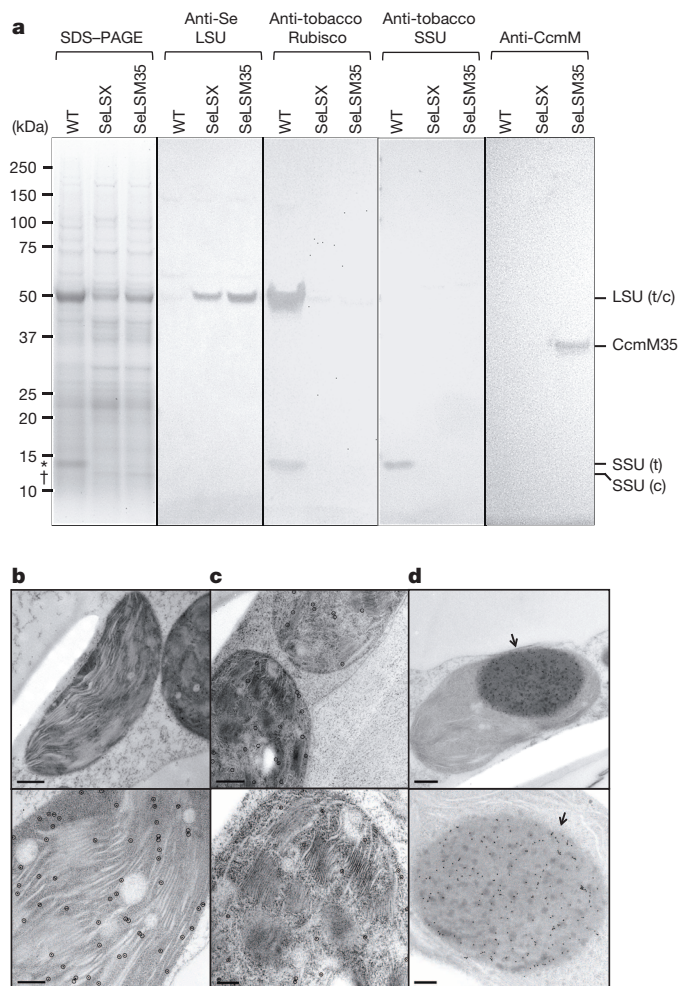 a
SDS–PAGE
Anti-Se
LSU
Anti-tobacco
Rubisco
Anti-tobacco
SSU
Anti-CcmM
(kDa)
WT
SeLSX
SeLSM35
WT
SeLSX
SeLSM35
WT
SeLSX
SeLSM35
WT
SeLSX
SeLSM35
WT
SeLSX
SeLSM35
250
150
100
75
50
37
25
20
15
*
†
10
LSU (t/c)
CcmM35
SSU (t)
SSU (c)
b
c
d